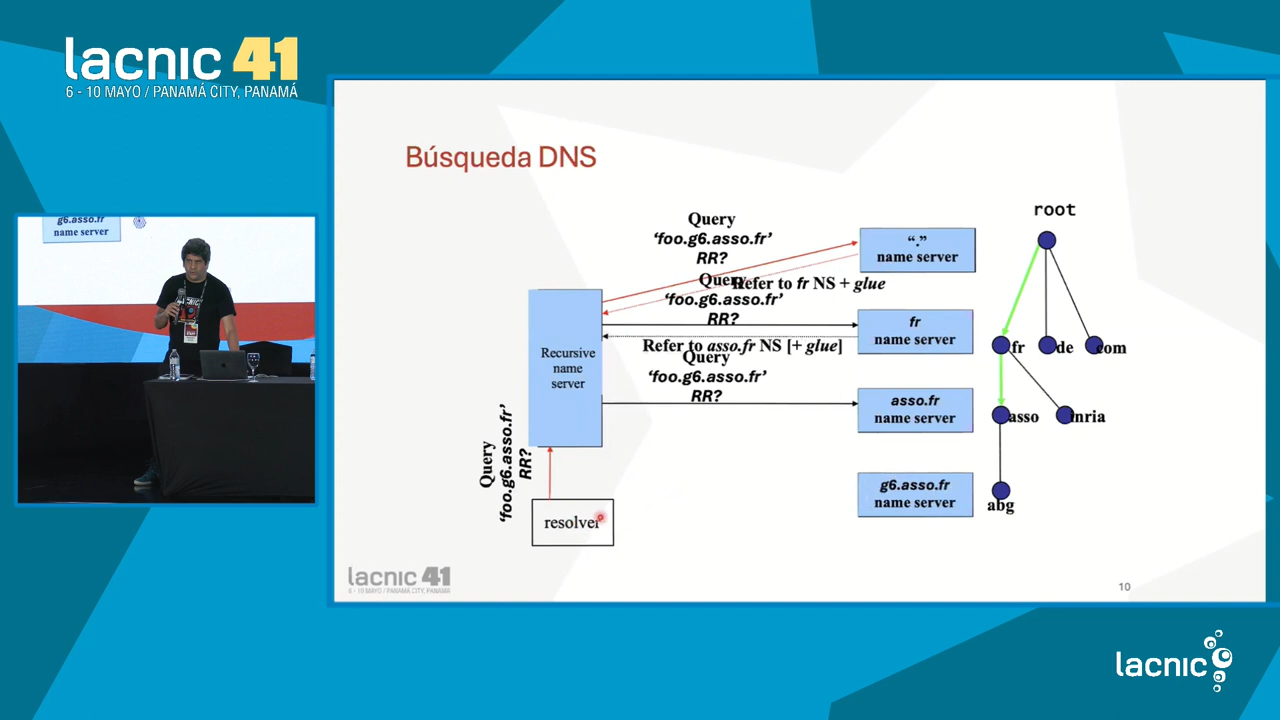 lacnic 41
6 - 10 MAYO / PANAMÁ CITY, PANAMÁ
g6.asso.fr
name server
Búsqueda DNS
Query
‘foo.g6.asso.fr’
RR?
Query
‘foo.g6.asso.fr’
RR?
Refer to fr NS + glue
Refer to asso.fr NS [+ glue]
Query
‘foo.g6.asso.fr’
RR?
Recursive
name
server
Query
‘foo.g6.asso.fr’
RR?
resolver
“.”
name server
fr
name server
asso.fr
name server
g6.asso.fr
name server
root
fr
de
com
asso
inria
abg
lacnic 41
6 - 10 MAYO / PANAMÁ CITY, PANAMÁ
10
lacnic